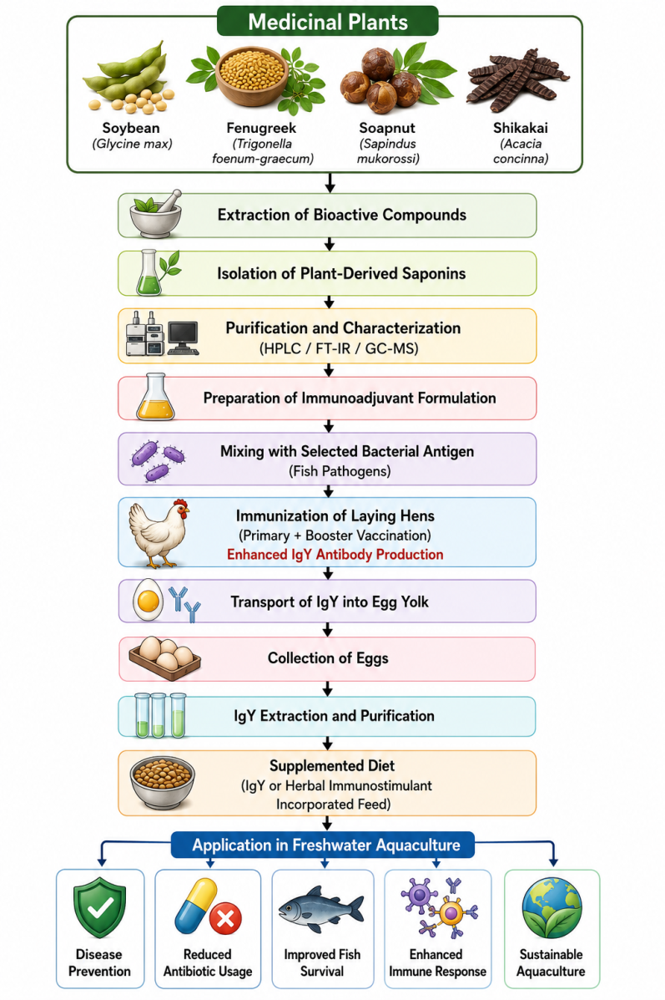 Medicinal Plants
Soybean
(Glycine max)
Fenugreek
(Trigonella
foenum-graecum)
Soapnut
(Sapindus
mukorossi)
Shikakai
(Acacia
concinna)
Extraction of Bioactive Compounds
Isolation of Plant-Derived Saponins
Purification and Characterization
(HPLC / FT-IR / GC-MS)
Preparation of Immunoadjuvant Formulation
Mixing with Selected Bacterial Antigen
(Fish Pathogens)
Immunization of Laying Hens
(Primary + Booster Vaccination)
Enhanced IgY Antibody Production
Transport of IgY into Egg Yolk
Collection of Eggs
IgY Extraction and Purification
Supplemented Diet
(IgY or Herbal Immunostimulant
Incorporated Feed)
Application in Freshwater Aquaculture
Disease
Prevention
Reduced
Antibiotic Usage
Improved Fish
Survival
Enhanced
Immune Response
Sustainable
Aquaculture